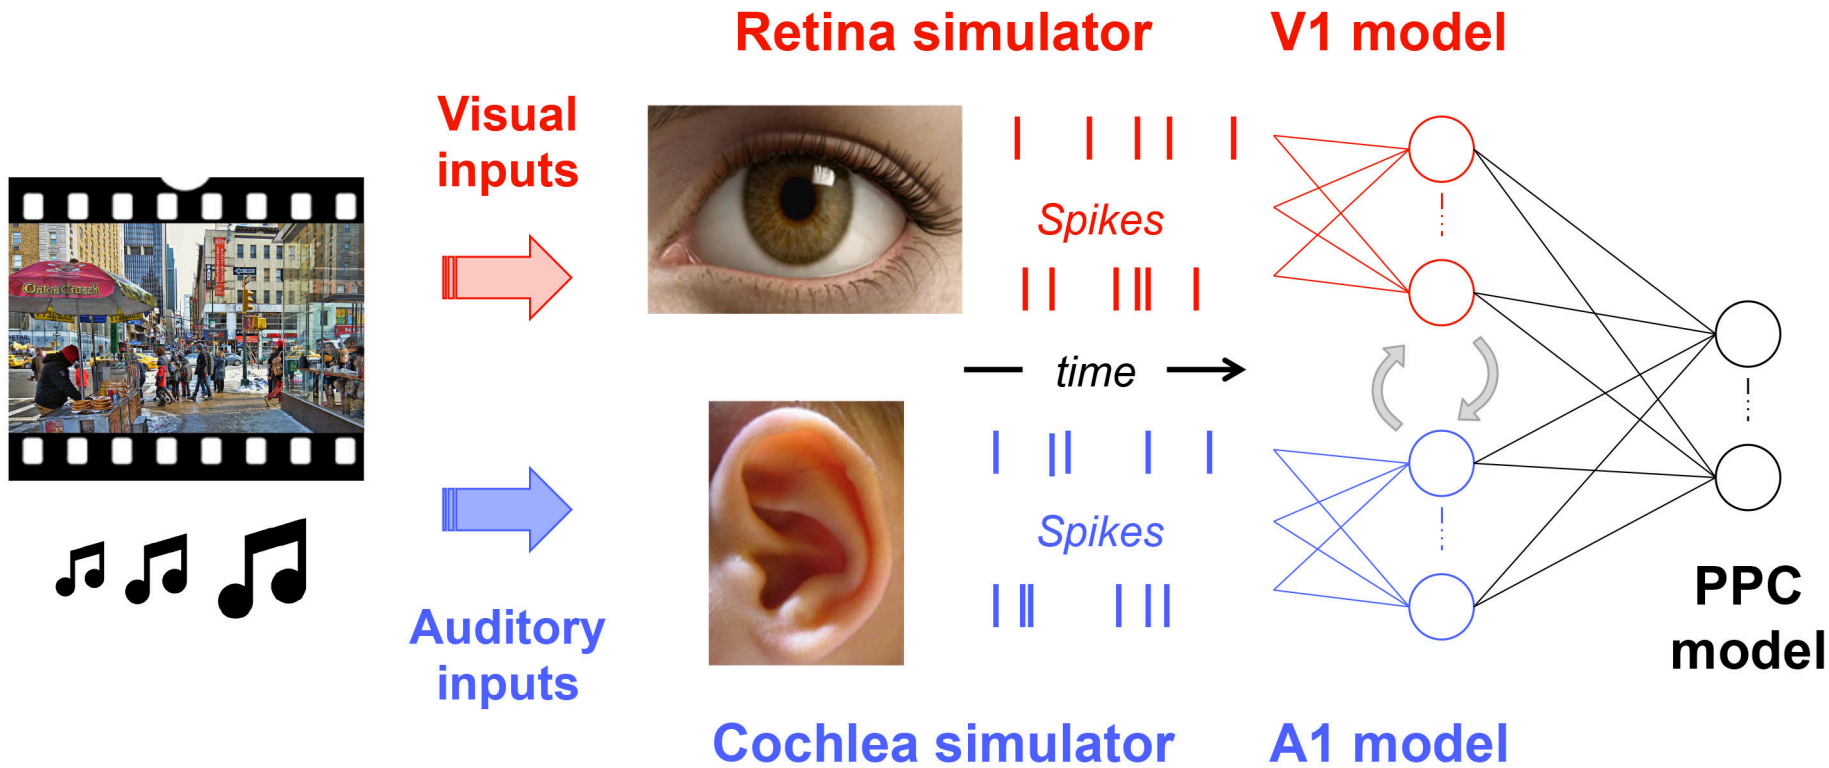 Retina simulator
V1 model
Visual
inputs
Spikes
time
Spikes
Auditory
inputs
PPC
model
Cochlea simulator
A1 model